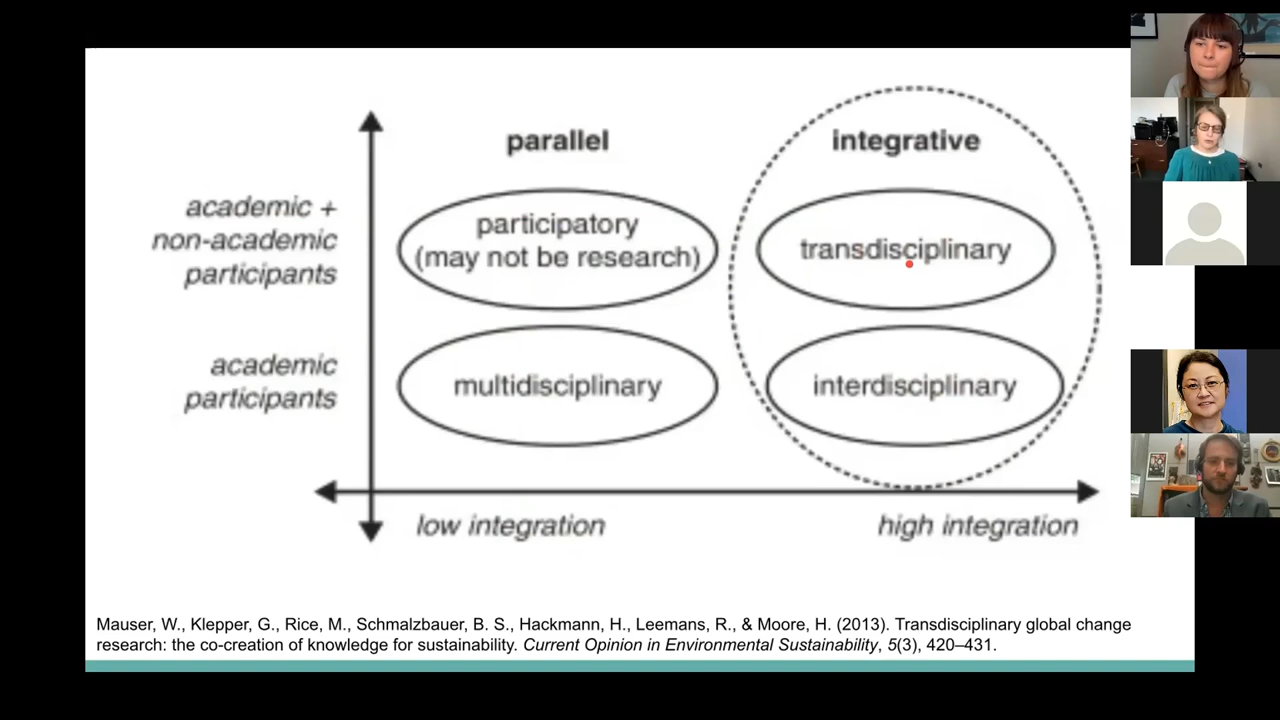 parallel
integrative
academic +
non-academic
participants
participatory
(may not be research)
transdisciplinary
academic
participants
multidisciplinary
interdisciplinary
low integration
high integration
Mauser, W., Klepper, G., Rice, M., Schmalzbauer, B. S., Hackmann, H., Leemans, R., & Moore, H. (2013). Transdisciplinary global change
research: the co-creation of knowledge for sustainability. Current Opinion in Environmental Sustainability, 5(3), 420–431.